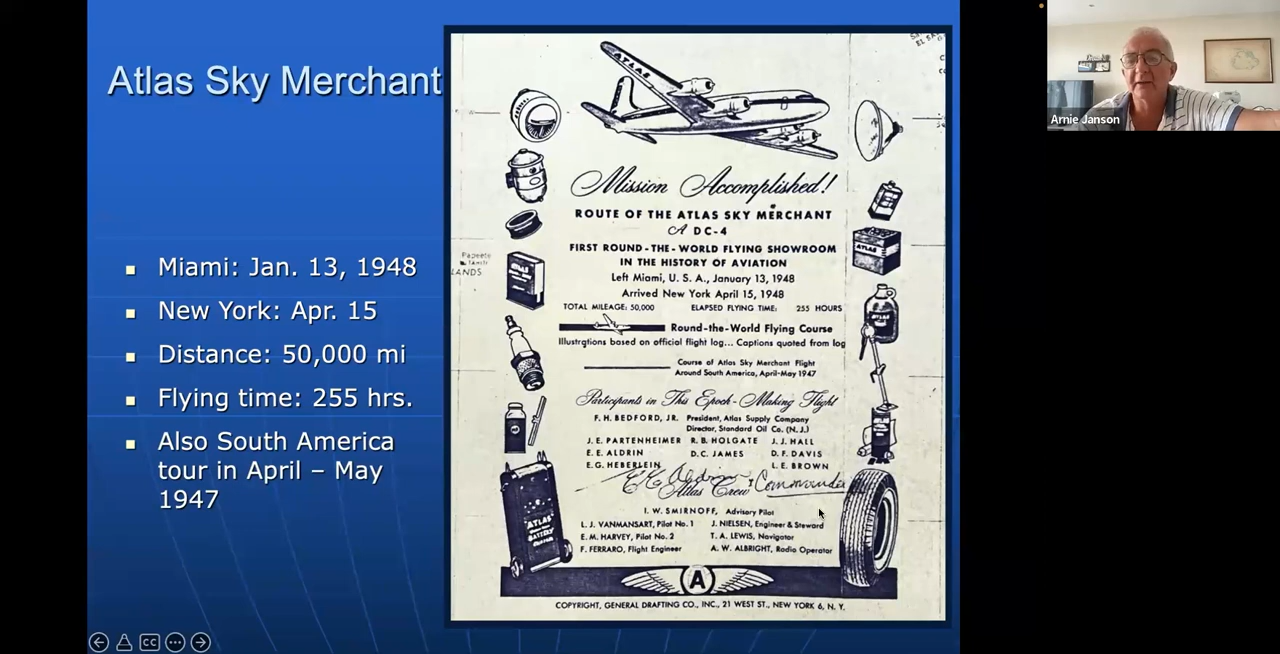 Atlas Sky Merchant
Miami: Jan. 13, 1948
New York: Apr. 15
Distance: 50,000 mi
Flying time: 255 hrs.
Also South America
tour in April – May
1947
ATLAS
Mission Accomplished!
ROUTE OF THE ATLAS SKY MERCHANT
A DC-4
FIRST ROUND-THE-WORLD FLYING SHOWROOM
IN THE HISTORY OF AVIATION
Left Miami, U. S. A., January 13, 1948
Arrived New York April 15, 1948
TOTAL MILEAGE: 50,000 ELAPSED FLYING TIME: 255 HOURS
Round-the-World Flying Course
Illustrations based on official flight log... Captions quoted from log
Course of Atlas Sky Merchant Flight
Around South America, April-May 1947
Participants in This Epoch-Making Flight
F. H. BEDFORD, JR. President, Atlas Supply Company
Director, Standard Oil Co. (N. J.)
J. E. PARTENHEIMER R. B. HOLGATE J. J. HALL
E. E. ALDRIN D. C. JAMES D. F. DAVIS
E. G. HEBERLEIN L. E. BROWN
Aldrin Commander
Atlas Crew
I. W. SMIRNOFF, Advisory Pilot
L. J. VANMANSART, Pilot No. 1 J. NIELSEN, Engineer & Steward
E. M. HARVEY, Pilot No. 2 T. A. LEWIS, Navigator
F. FERRARO, Flight Engineer A. W. ALBRIGHT, Radio Operator
A
COPYRIGHT, GENERAL DRAFTING CO., INC., 21 WEST ST., NEW YORK 6, N. Y.
Papeete
LANDS
ATLAS
ATLAS
ATLAS
BATTERY
CC
Arnie Janson